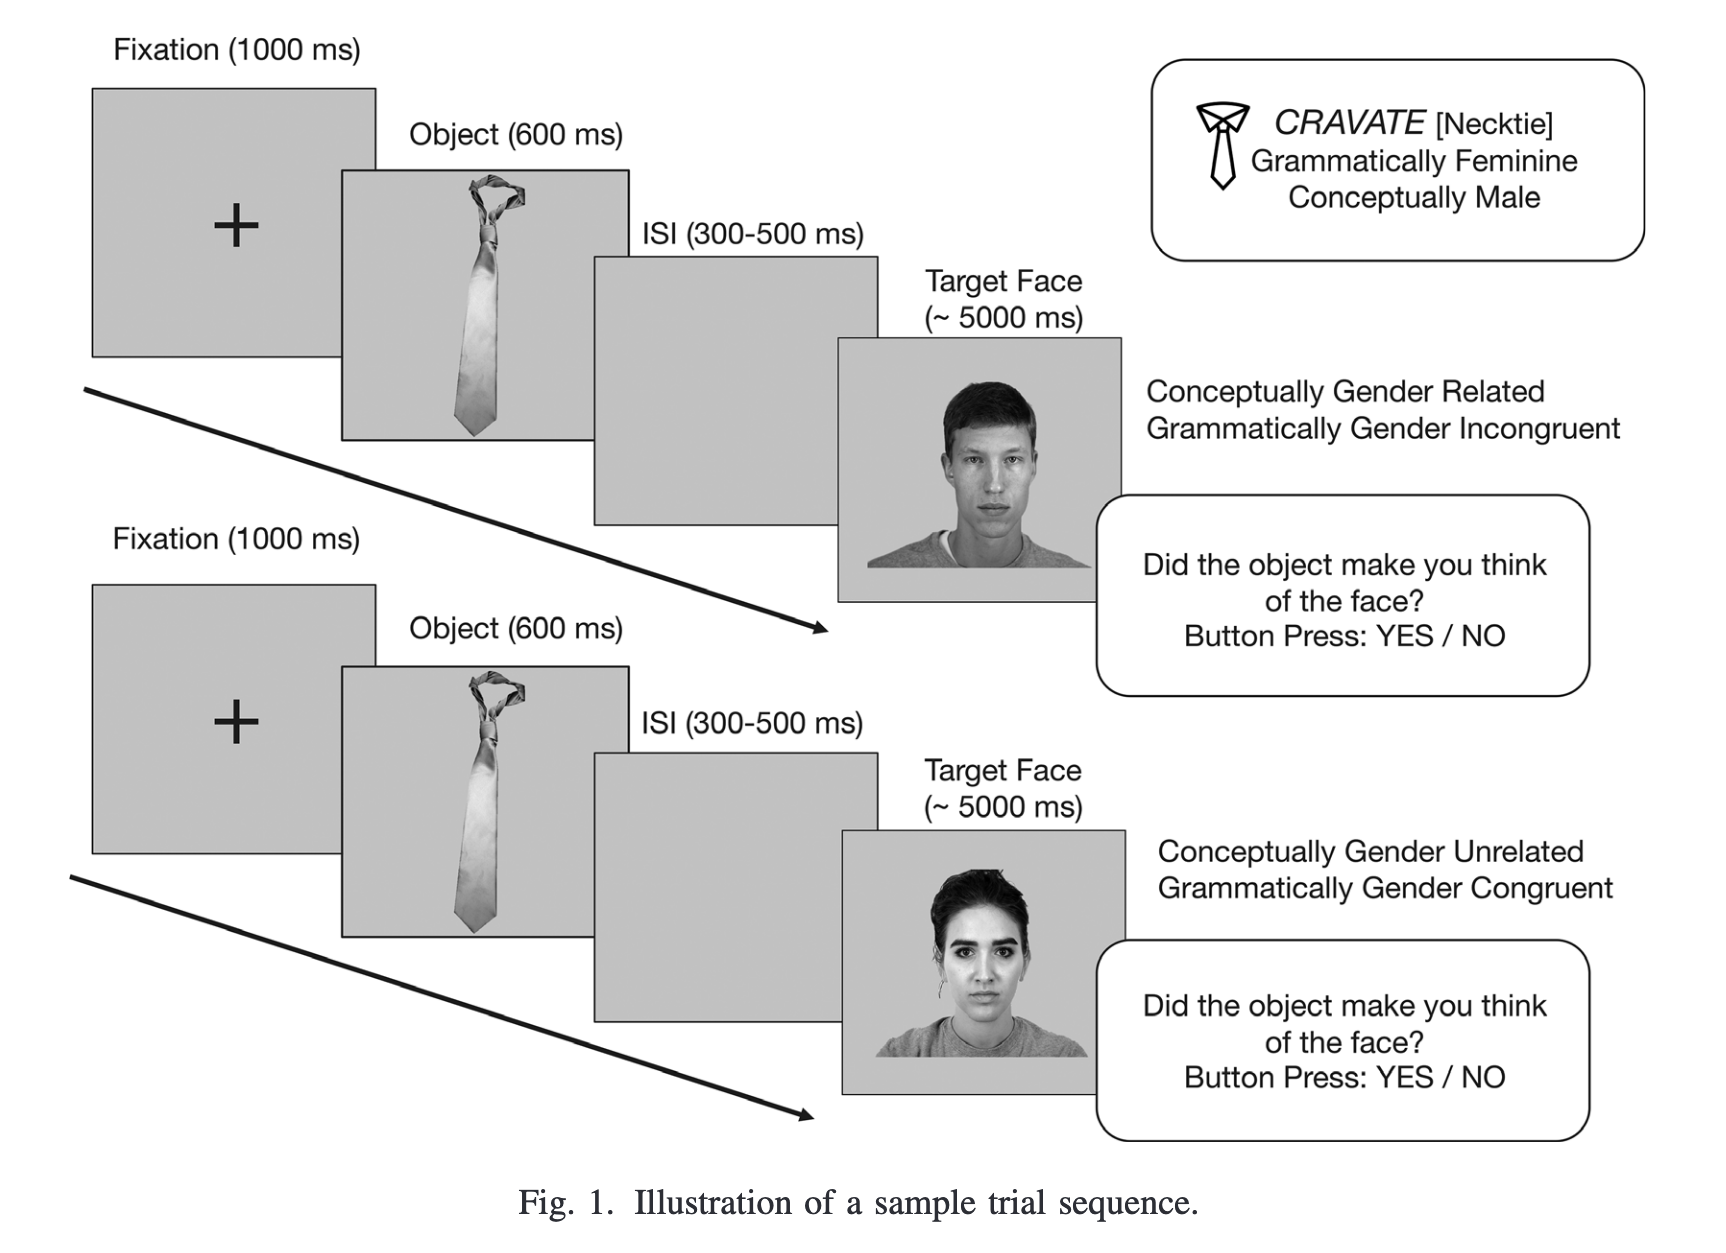 Fixation (1000 ms)
Object (600 ms)
ISI (300-500 ms)
Target Face
(~ 5000 ms)
CRAVATE [Necktie]
Grammatically Feminine
Conceptually Male
Conceptually Gender Related
Grammatically Gender Incongruent
Did the object make you think
of the face?
Button Press: YES / NO
Fixation (1000 ms)
Object (600 ms)
ISI (300-500 ms)
Target Face
(~ 5000 ms)
Conceptually Gender Unrelated
Grammatically Gender Congruent
Did the object make you think
of the face?
Button Press: YES / NO
Fig. 1. Illustration of a sample trial sequence.